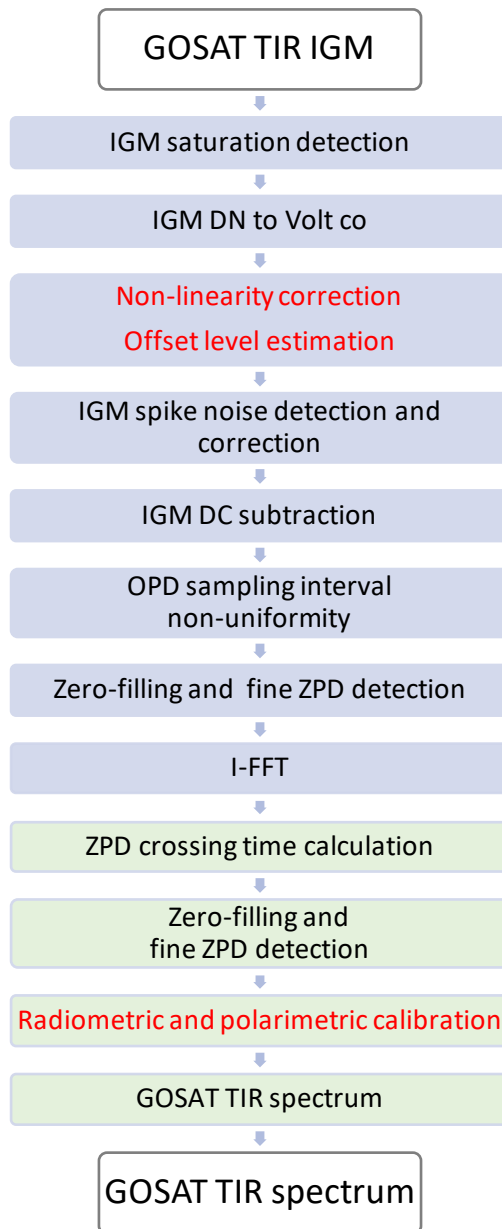 GOSAT TIR IGM
IGM saturation detection
IGM DN to Volt co
Non-linearity correction
Offset level estimation
IGM spike noise detection and
correction
IGM DC subtraction
OPD sampling interval
non-uniformity
Zero-filling and fine ZPD detection
I-FFT
ZPD crossing time calculation
Zero-filling and
fine ZPD detection
Radiometric and polarimetric calibration
GOSAT TIR spectrum
GOSAT TIR spectrum